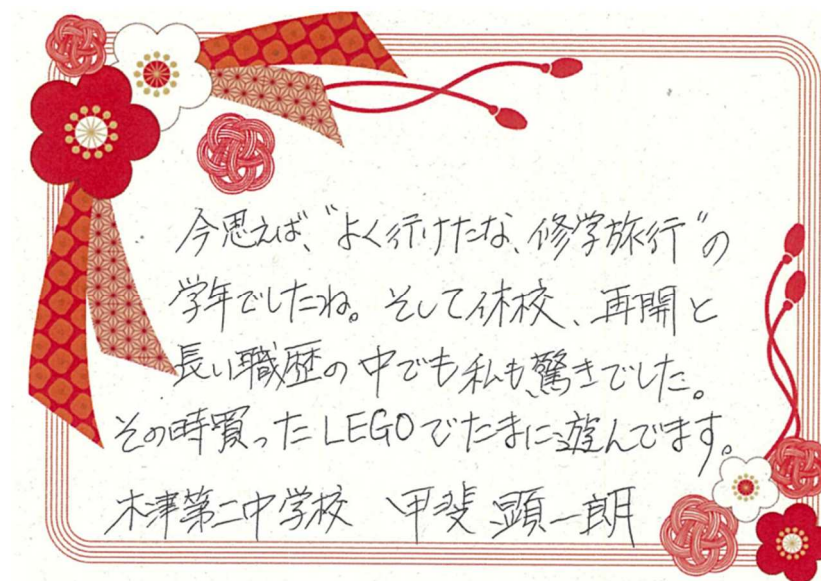 今思えば、“よく行けたな、修学旅行”の
学年でしたね。そして休校、再開と
長い職歴の中でも私も驚きでした。
その時買ったLEGOでたまに遊んでます。
木津第二中学校 甲斐 顕一朗